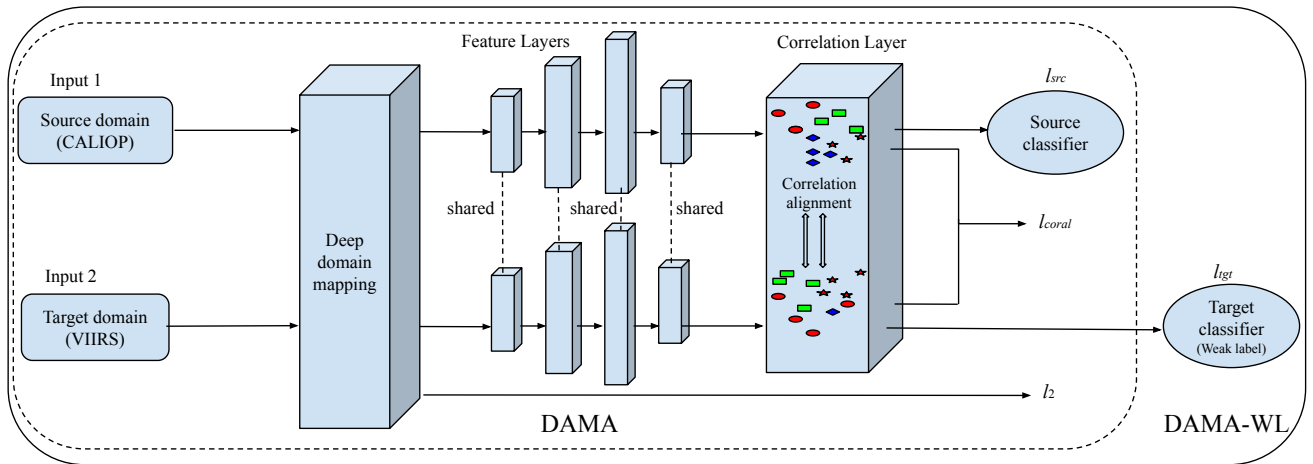 Feature Layers
Correlation Layer
Input 1
Source domain
(CALIOP)
l_src
Source
classifier
Correlation
alignment
shared
shared
shared
l_coral
Deep
domain
mapping
Input 2
Target domain
(VIIRS)
l_tgt
Target
classifier
(Weak label)
l_2
DAMA
DAMA-WL